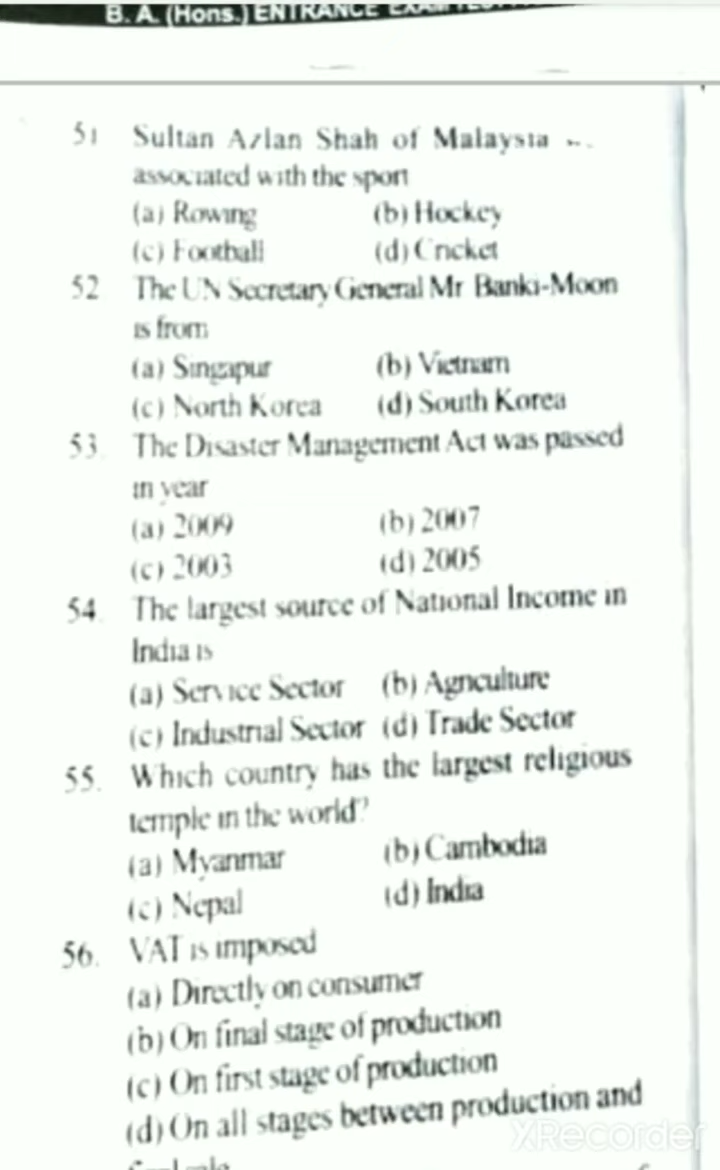 B. A. (Hons.) ENTRANCE
51 Sultan Azlan Shah of Malaysia
associated with the sport
(a) Rowing (b) Hockey
(c) Football (d) Cricket
52 The UN Secretary General Mr Banki-Moon
is from
(a) Singapur (b) Vietnam
(c) North Korea (d) South Korea
53. The Disaster Management Act was passed
in year
(a) 2009 (b) 2007
(c) 2003 (d) 2005
54. The largest source of National Income in
India is
(a) Service Sector (b) Agriculture
(c) Industrial Sector (d) Trade Sector
55. Which country has the largest religious
temple in the world?
(a) Myanmar (b) Cambodia
(c) Nepal (d) India
56. VAT is imposed
(a) Directly on consumer
(b) On final stage of production
(c) On first stage of production
(d) On all stages between production and
XRecorder